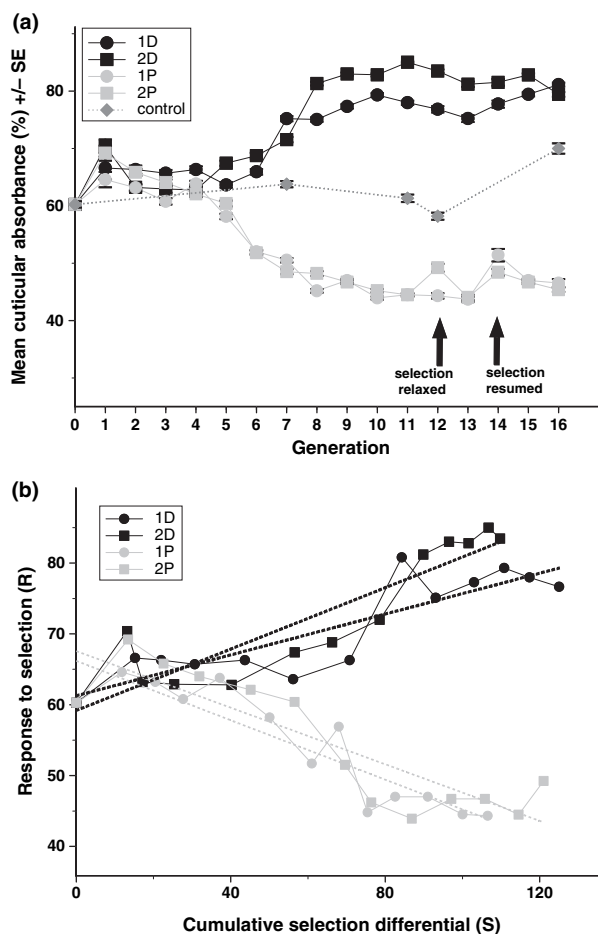 (a)
1D
2D
1P
2P
control
Mean cuticular absorbance (%) +/− SE
80
60
40
selection
relaxed
selection
resumed
0 1 2 3 4 5 6 7 8 9 10 11 12 13 14 15 16
Generation
(b)
1D
2D
1P
2P
Response to selection (R)
80
70
60
50
40
0 40 80 120
Cumulative selection differential (S)